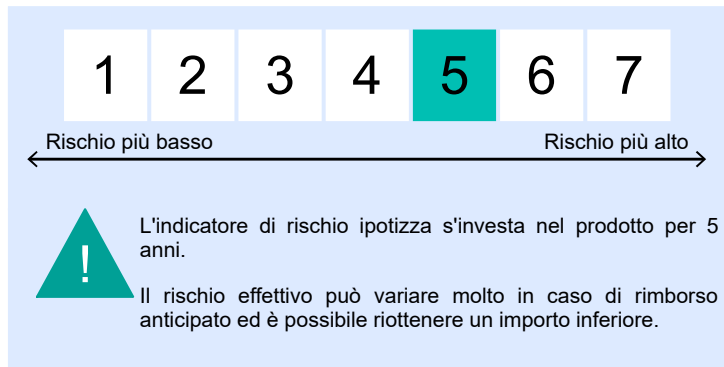 1 2 3 4 5 6 7
Rischio più basso Rischio più alto
!
L'indicatore di rischio ipotizza s'investa nel prodotto per 5
anni.
Il rischio effettivo può variare molto in caso di rimborso
anticipato ed è possibile riottenere un importo inferiore.